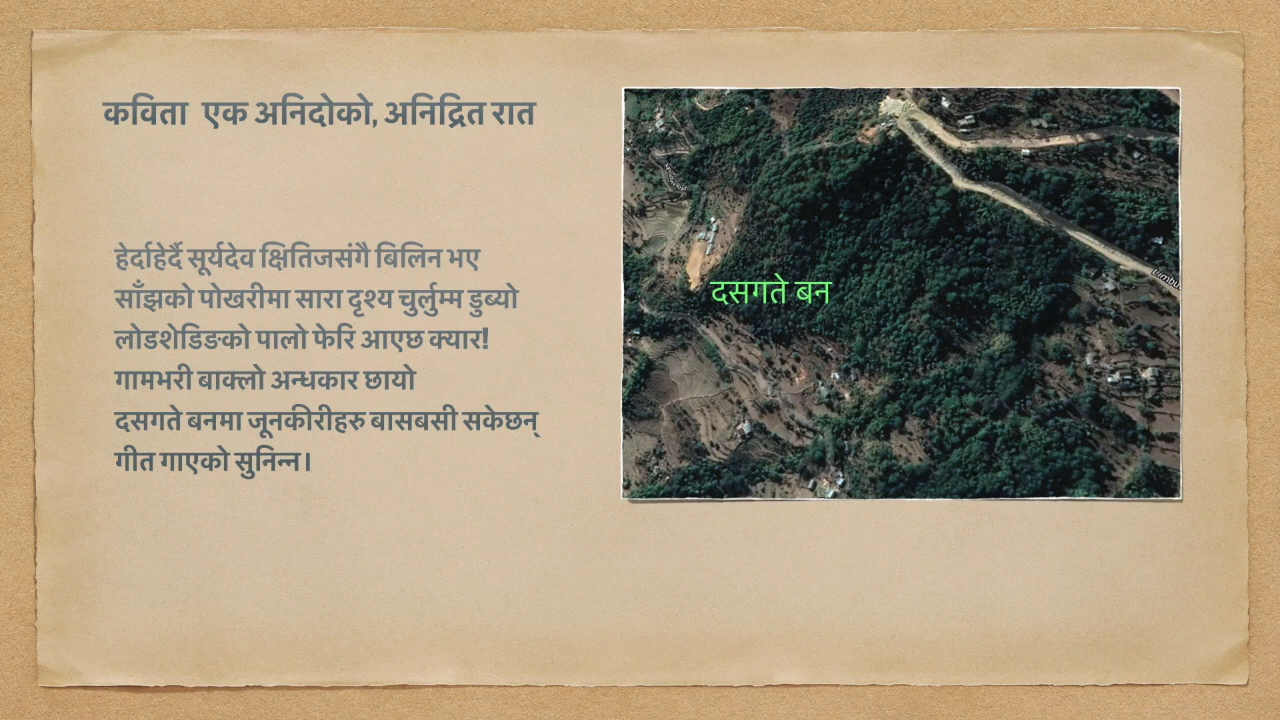 कविता एक अनिदोको, अनिद्रित रात
हेर्दाहेर्दै सूर्यदेव क्षितिजसंगै बिलिन भए
साँझको पोखरीमा सारा दृश्य चुर्लुम्म डुब्यो
लोडशेडिङको पालो फेरि आएछ क्यार!
गामभरी बाक्लो अन्धकार छायो
दसगते बनमा जूनकीरीहरु बासबसी सकेछन्
गीत गाएको सुनिन्न।
दसगते बन